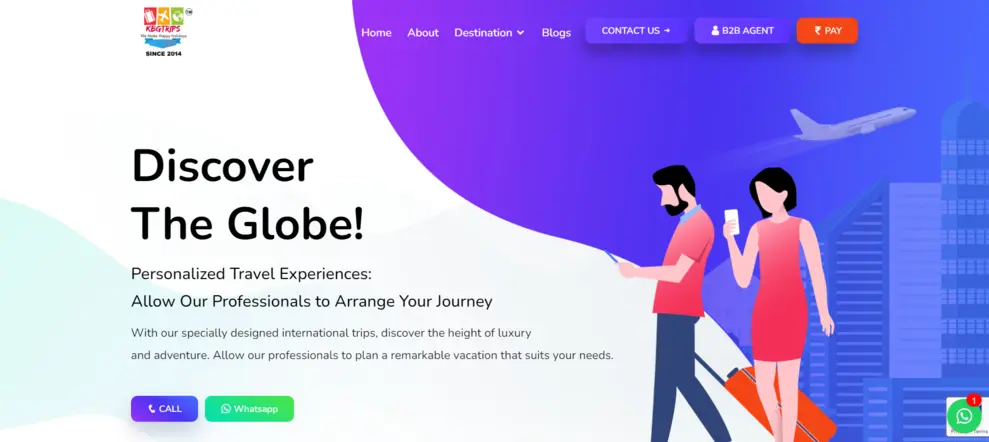 KBGTRIPS
We Make Happy Holidays
SINCE 2014
TM
Home About Destination Blogs CONTACT US → B2B AGENT ₹ PAY
Discover
The Globe!
Personalized Travel Experiences:
Allow Our Professionals to Arrange Your Journey
With our specially designed international trips, discover the height of luxury
and adventure. Allow our professionals to plan a remarkable vacation that suits your needs.
CALL Whatsapp
1